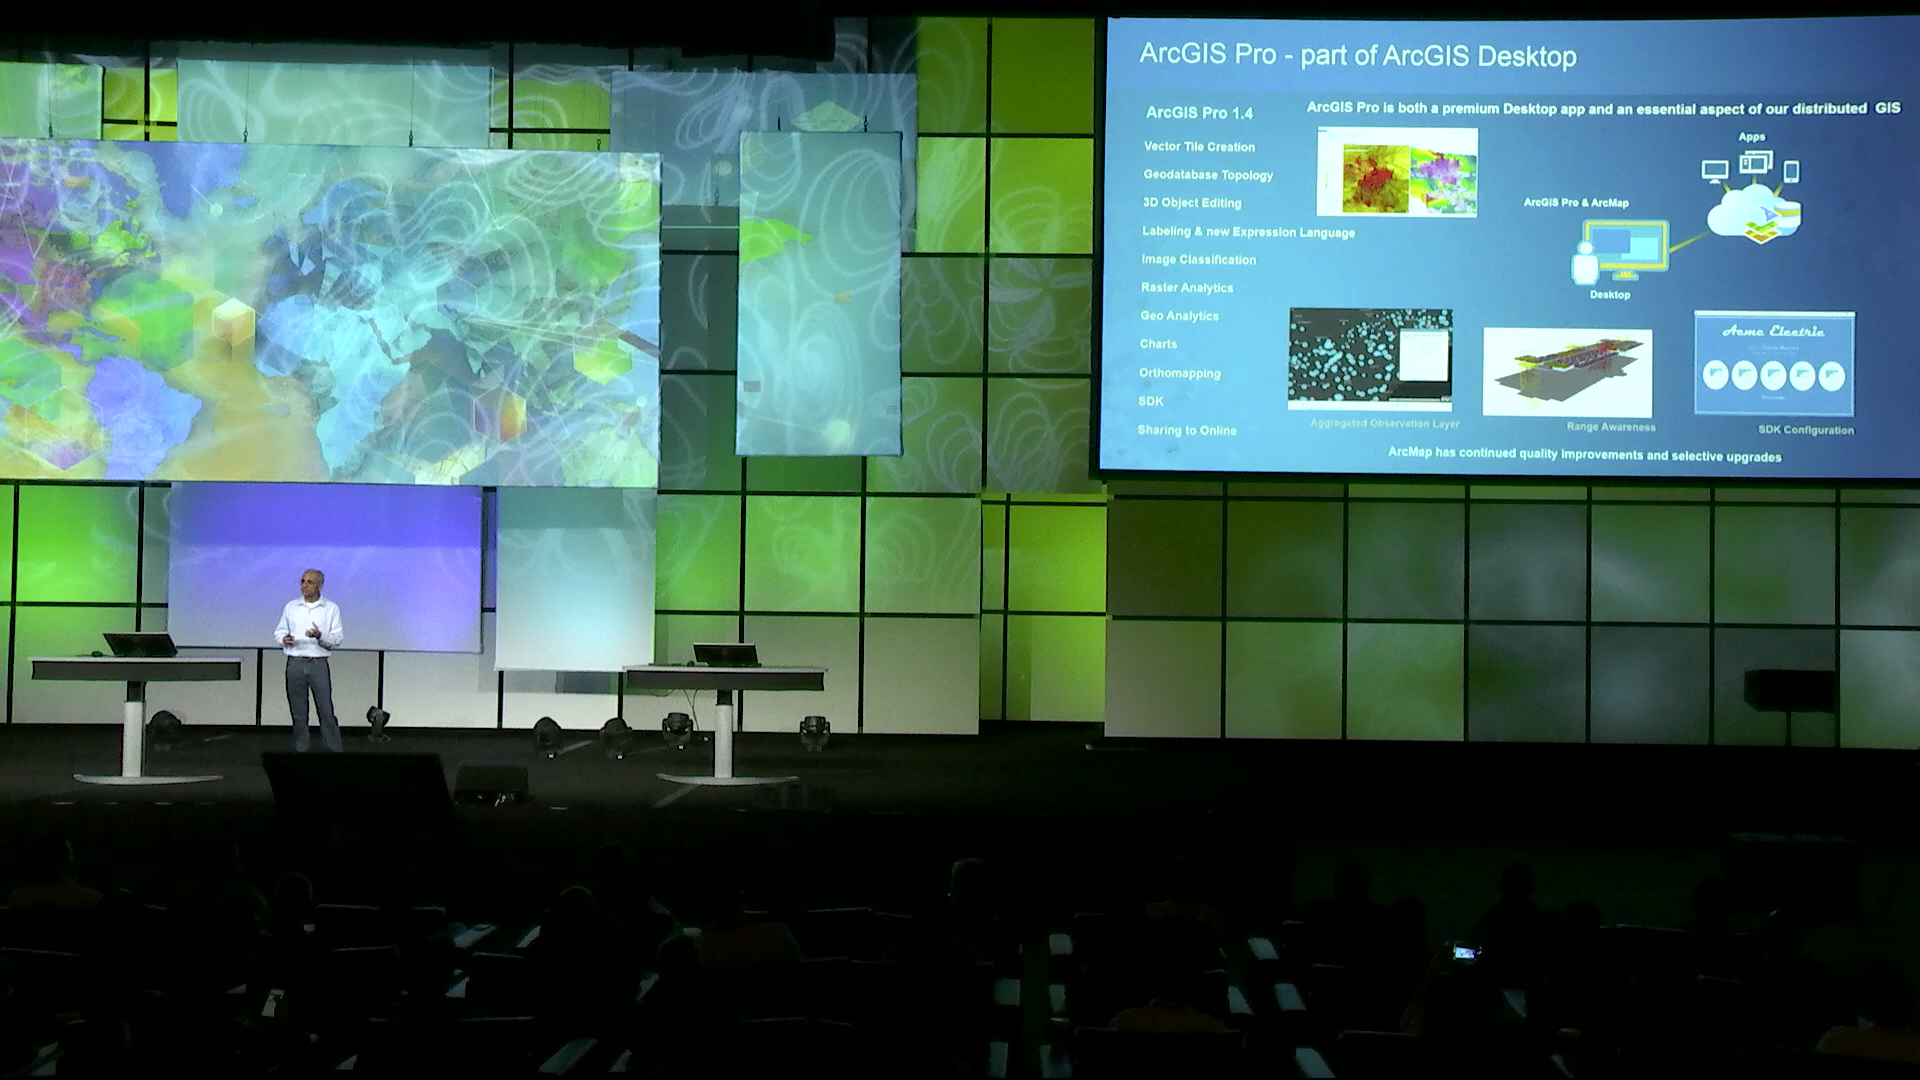 ArcGIS Pro - part of ArcGIS Desktop
ArcGIS Pro 1.4
Vector Tile Creation
Geodatabase Topology
3D Object Editing
Labeling & new Expression Language
Image Classification
Raster Analytics
Geo Analytics
Charts
Orthomapping
SDK
Sharing to Online
ArcGIS Pro is both a premium Desktop app and an essential aspect of our distributed GIS
Apps
ArcGIS Pro & ArcMap
Desktop
Acme Electric
Aggregated Observation Layer
Range Awareness
SDK Configuration
ArcMap has continued quality improvements and selective upgrades